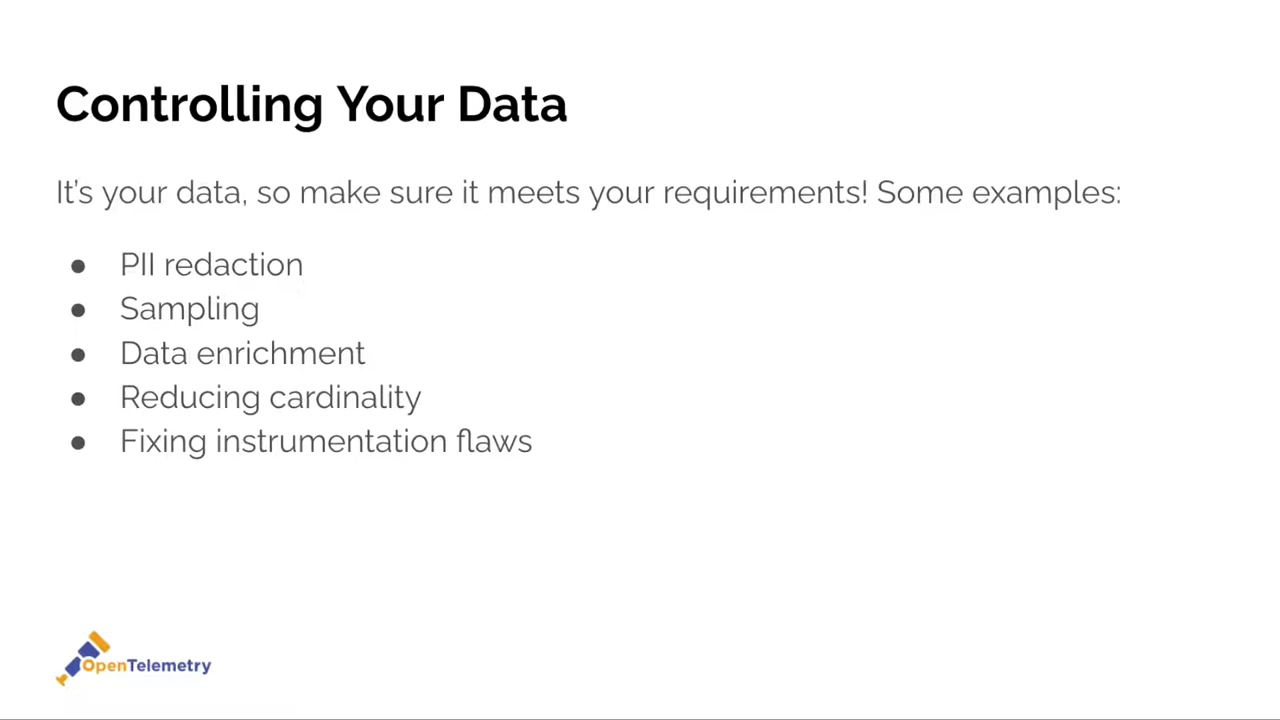 Controlling Your Data
It’s your data, so make sure it meets your requirements! Some examples:
● PII redaction
● Sampling
● Data enrichment
● Reducing cardinality
● Fixing instrumentation flaws
OpenTelemetry